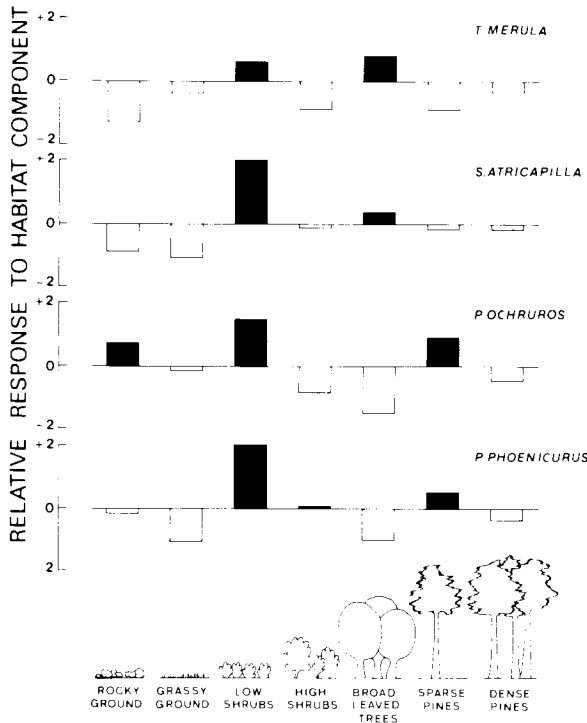 RELATIVE RESPONSE TO HABITAT COMPONENT
+2
T. MERULA
0
-2
+2
S. ATRICAPILLA
0
-2
+2
P. OCHRUROS
0
-2
+2
P. PHOENICURUS
0
2
ROCKY GROUND
GRASSY GROUND
LOW SHRUBS
HIGH SHRUBS
BROAD LEAVED TREES
SPARSE PINES
DENSE PINES